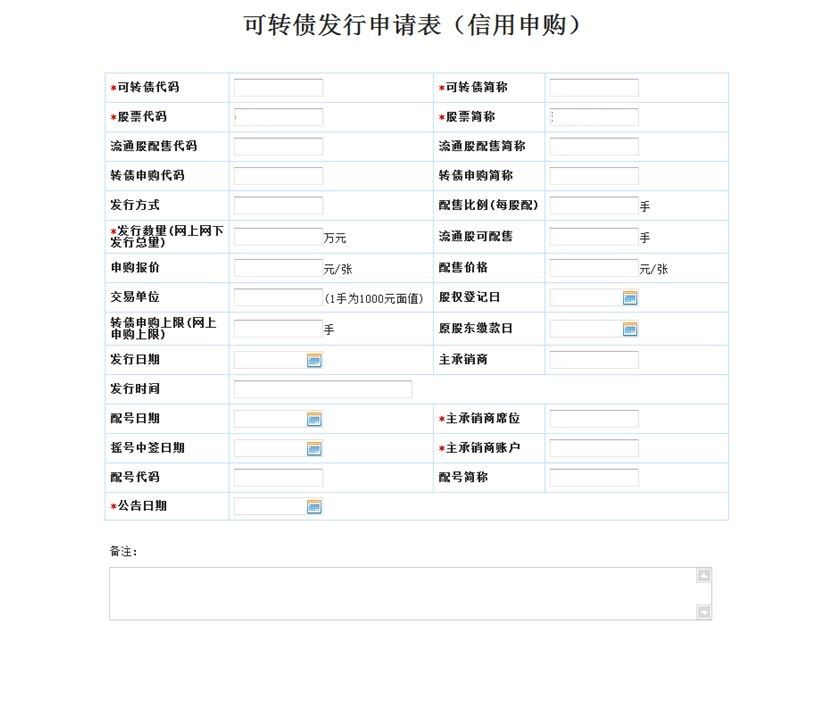 可转债发行申请表（信用申购）
*可转债代码 *可转债简称
*股票代码 *股票简称
流通股配售代码 流通股配售简称
转债申购代码 转债申购简称
发行方式 配售比例(每股配) 手
*发行数量(网上网下
发行总量) 万元 流通股可配售 手
申购报价 元/张 配售价格 元/张
交易单位 (1手为1000元面值) 股权登记日
转债申购上限(网上
申购上限) 手 原股东缴款日
发行日期 主承销商
发行时间
配号日期 *主承销商席位
摇号中签日期 *主承销商账户
配号代码 配号简称
*公告日期
备注：